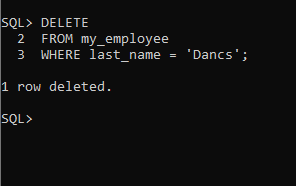 SQL> DELETE
  2  FROM my_employee
  3  WHERE last_name = 'Dancs';
1 row deleted.
SQL>